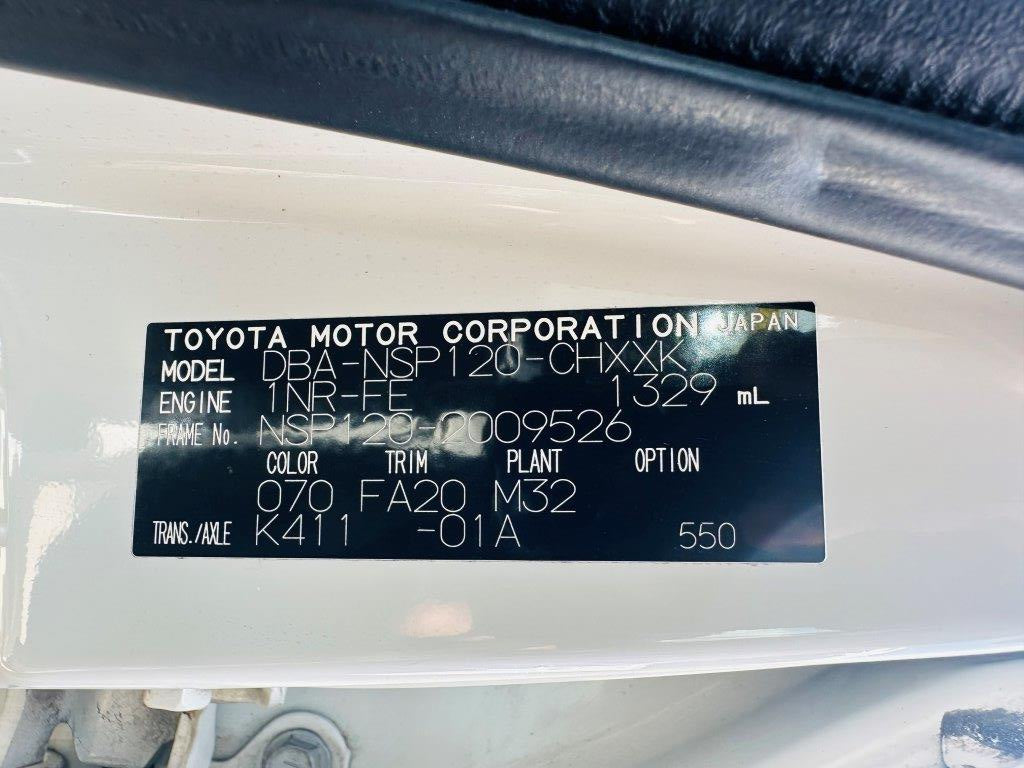 TOYOTA MOTOR CORPORATION JAPAN
MODEL DBA-NSP120-CHXXK
ENGINE 1NR-FE 1329 mL
FRAME No. NSP120-2009526
COLOR TRIM PLANT OPTION
070 FA20 M32
TRANS./AXLE K411 -01A 550